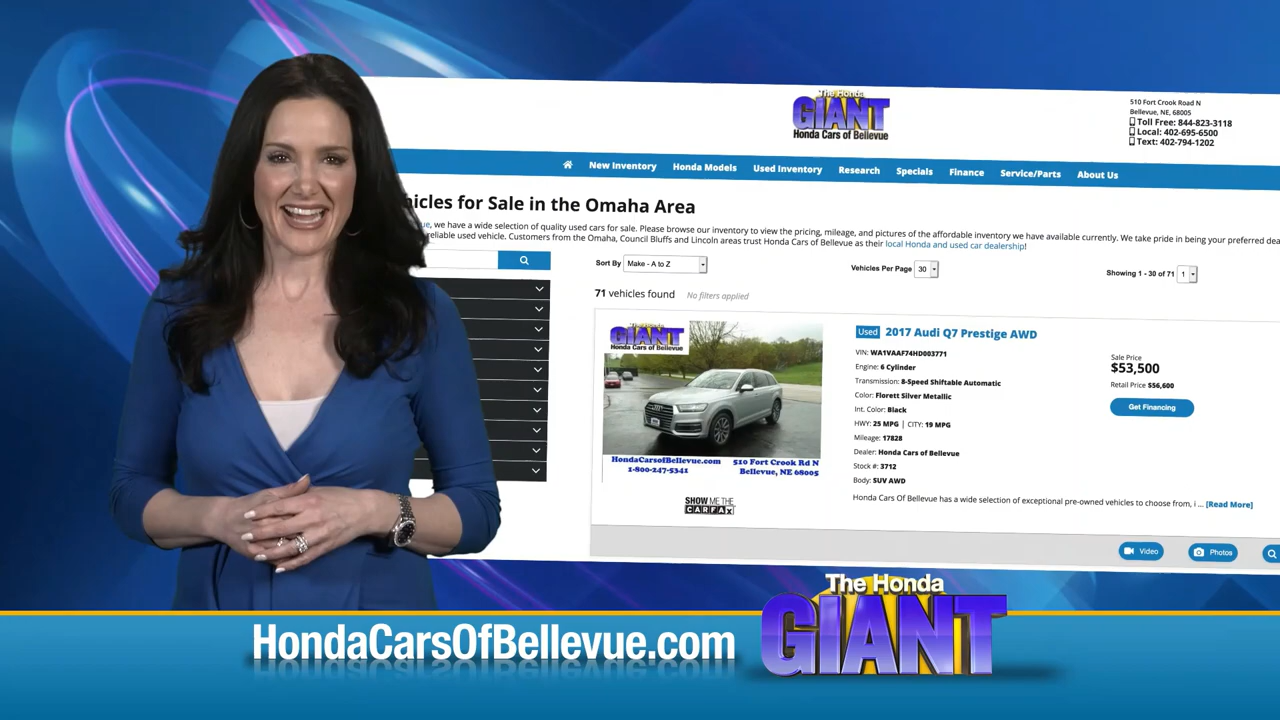 The Honda
GIANT
Honda Cars of Bellevue
510 Fort Crook Road N
Bellevue, NE, 68005
Toll Free: 844-823-3118
Local: 402-695-6500
Text: 402-794-1202
New Inventory Honda Models Used Inventory Research Specials Finance Service/Parts About Us
hicles for Sale in the Omaha Area
ue, we have a wide selection of quality used cars for sale. Please browse our inventory to view the pricing, mileage, and pictures of the affordable inventory we have available currently. We take pride in being your preferred dea
reliable used vehicle. Customers from the Omaha, Council Bluffs and Lincoln areas trust Honda Cars of Bellevue as their local Honda and used car dealership!
Sort By Make - A to Z
Vehicles Per Page 30
Showing 1 - 30 of 71 1
71 vehicles found No filters applied
The Honda
GIANT
Honda Cars of Bellevue
HondaCarsofBellevue.com
1-800-247-5341
510 Fort Crook Rd N
Bellevue, NE 68005
SHOW ME THE
CARFAX
Used 2017 Audi Q7 Prestige AWD
VIN: WA1VAAF74HD003771
Engine: 6 Cylinder
Transmission: 8-Speed Shiftable Automatic
Color: Florett Silver Metallic
Int. Color: Black
HWY: 25 MPG | CITY: 19 MPG
Mileage: 17828
Dealer: Honda Cars of Bellevue
Stock #: 3712
Body: SUV AWD
Honda Cars Of Bellevue has a wide selection of exceptional pre-owned vehicles to choose from, i ... [Read More]
Sale Price
$53,500
Retail Price $56,600
Get Financing
Video
Photos
HondaCarsOfBellevue.com
The Honda
GIANT